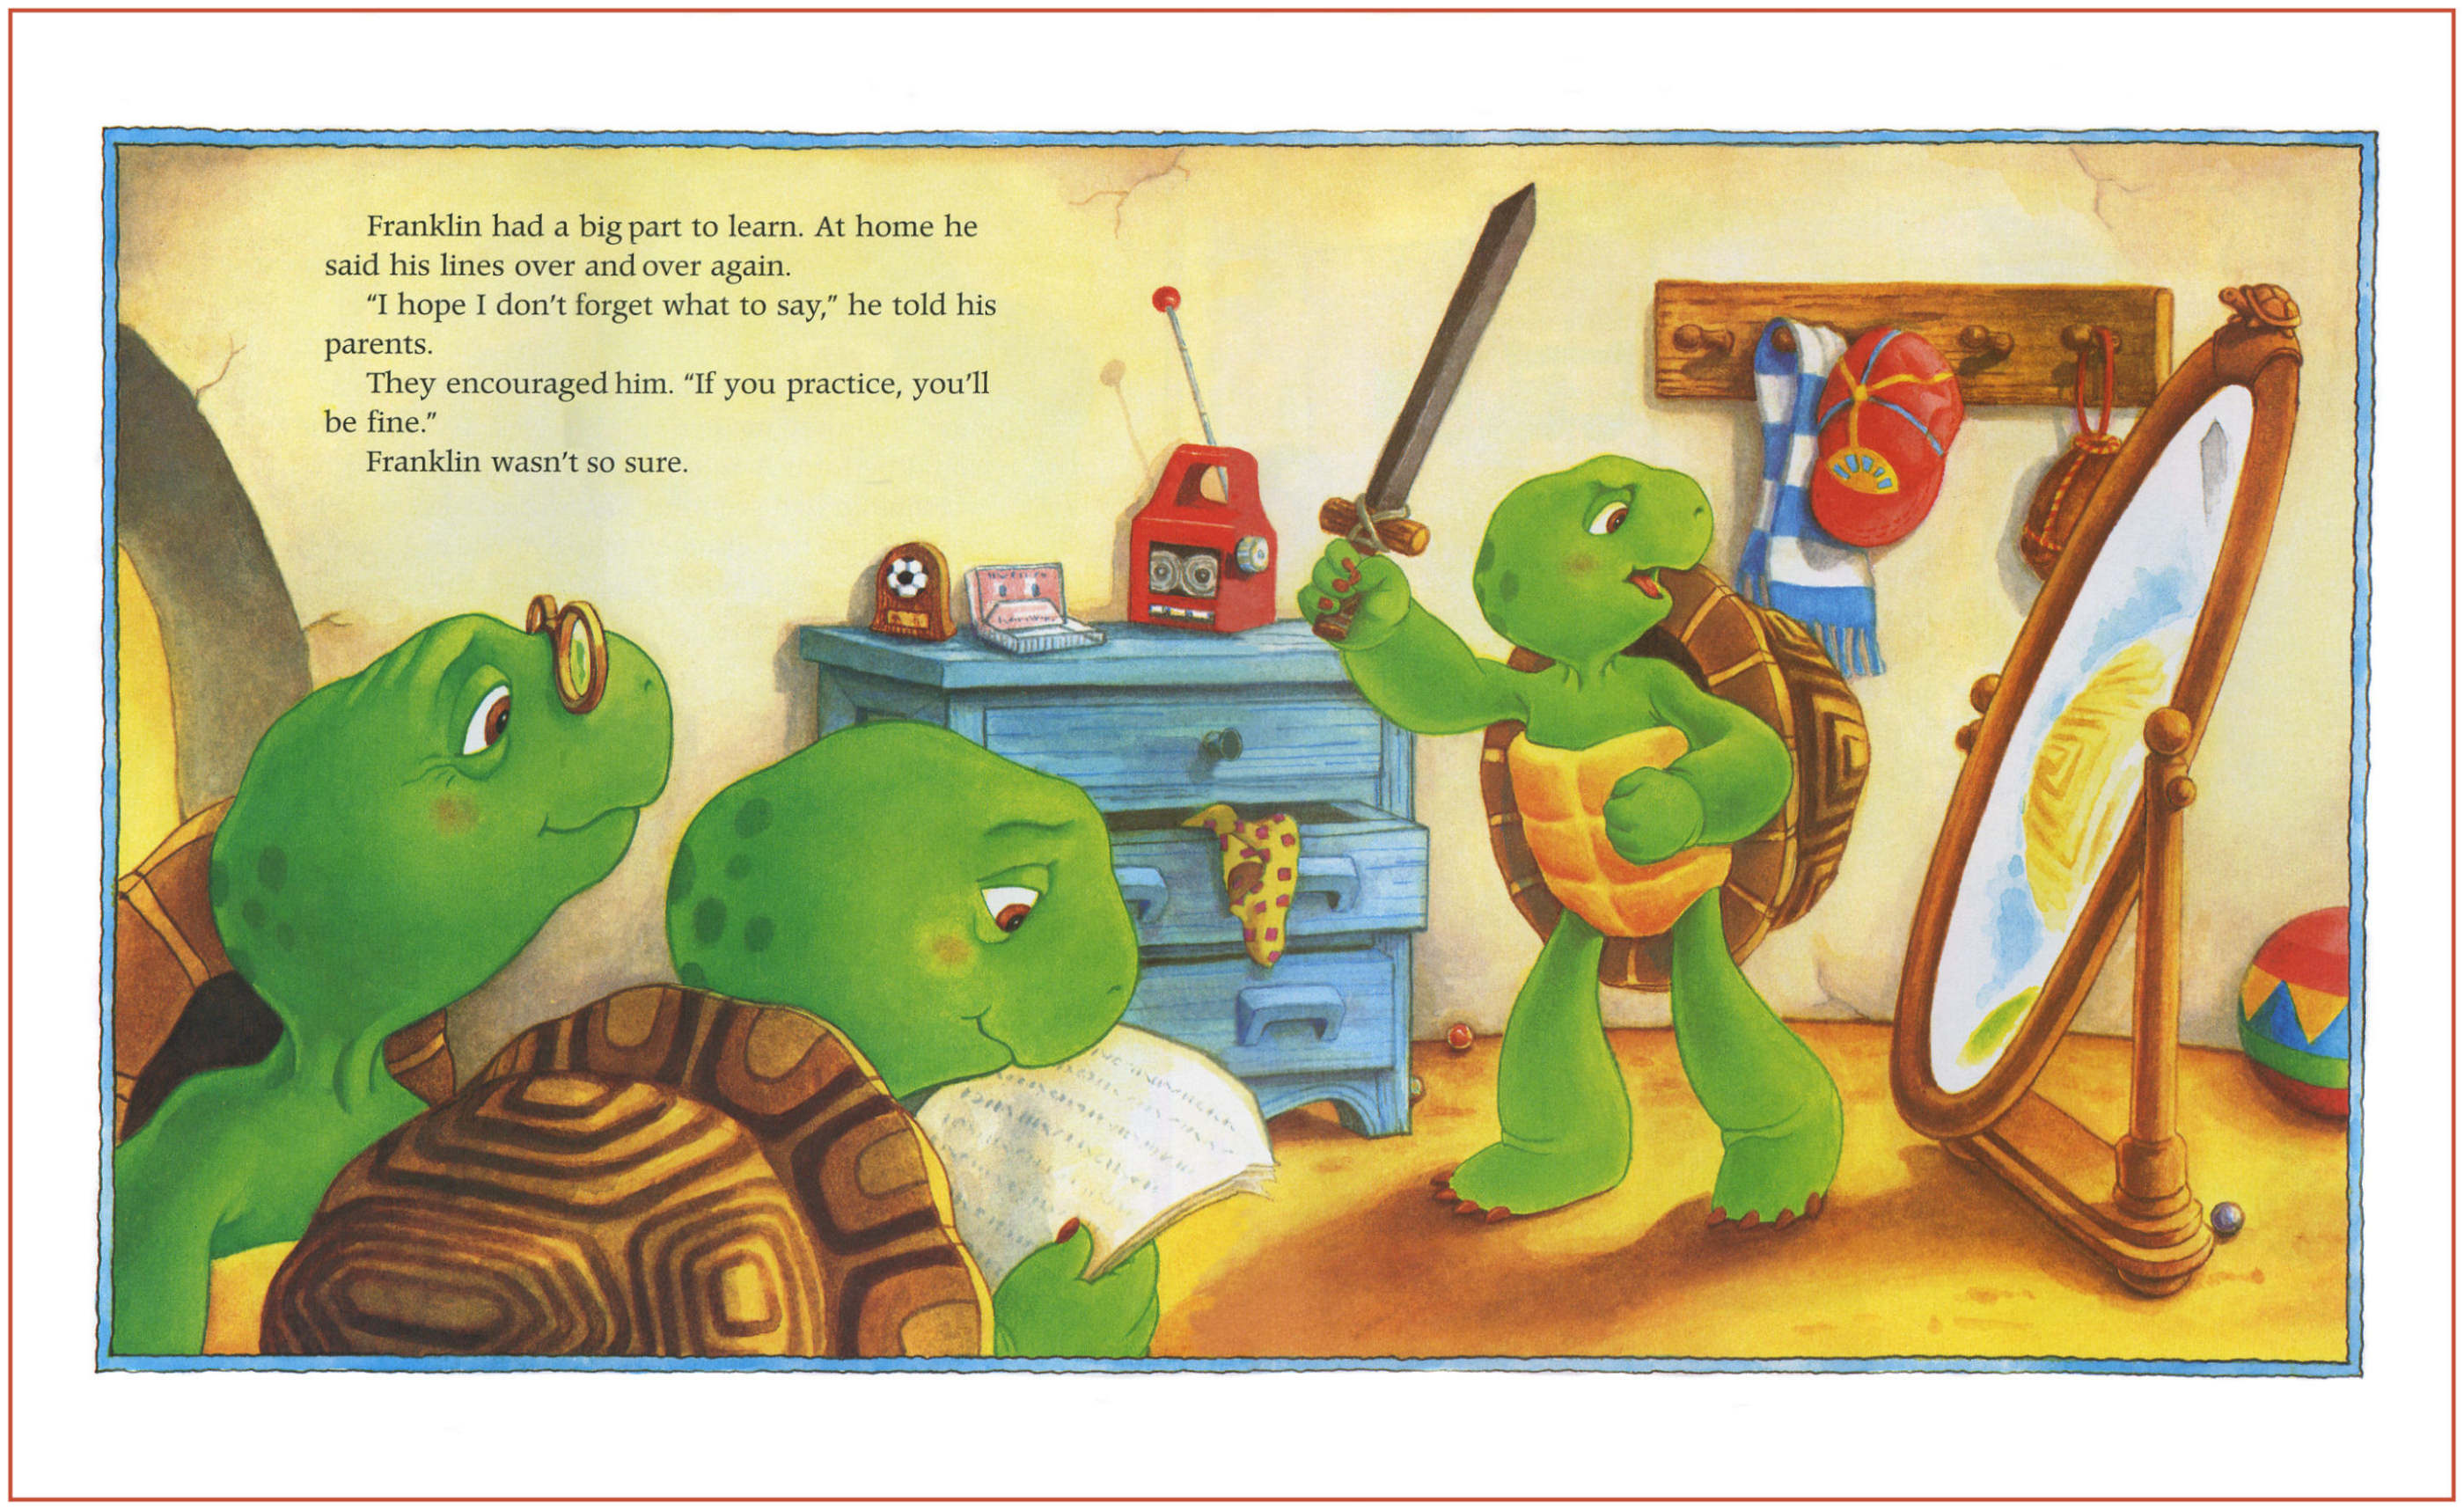 Franklin had a big part to learn. At home he
said his lines over and over again.
“I hope I don’t forget what to say,” he told his
parents.
They encouraged him. “If you practice, you’ll
be fine.”
Franklin wasn’t so sure.